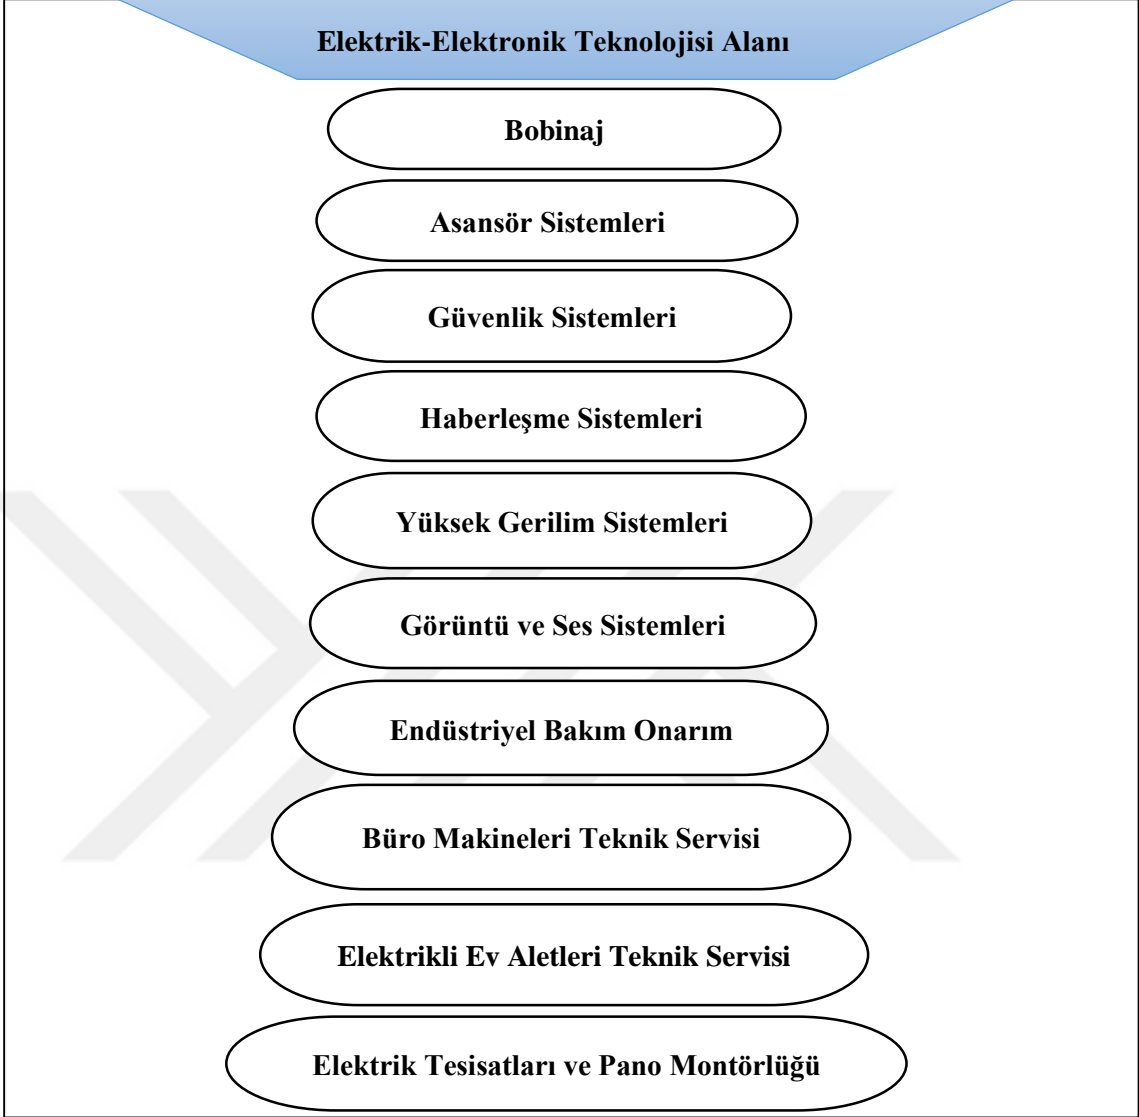 Elektrik-Elektronik Teknolojisi Alanı
Bobinaj
Asansör Sistemleri
Güvenlik Sistemleri
Haberleşme Sistemleri
Yüksek Gerilim Sistemleri
Görüntü ve Ses Sistemleri
Endüstriyel Bakım Onarım
Büro Makineleri Teknik Servisi
Elektrikli Ev Aletleri Teknik Servisi
Elektrik Tesisatları ve Pano Montörlüğü